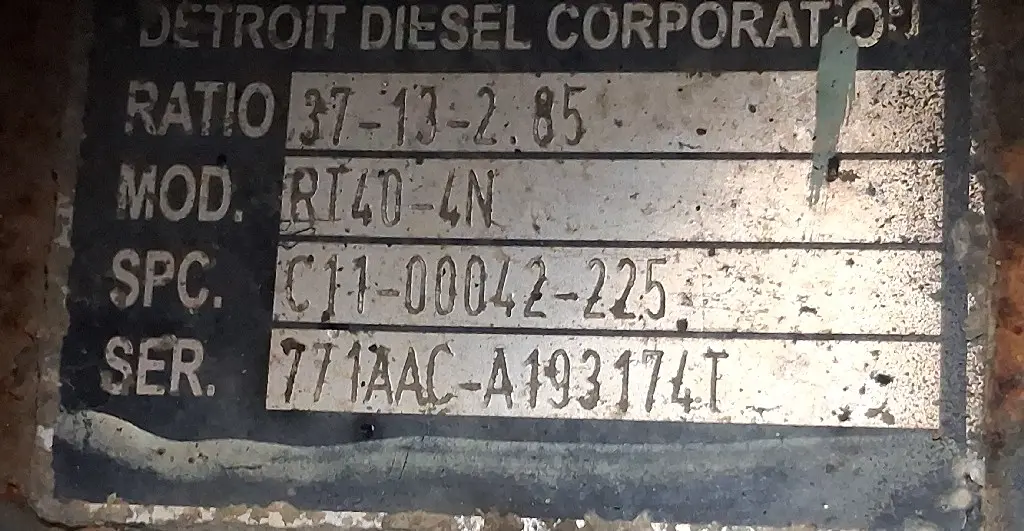 DETROIT DIESEL CORPORATION
RATIO 37-13-2.85
MOD. RT40-4N
SPC. C11-00042-225
SER. 771AAC-A193174T